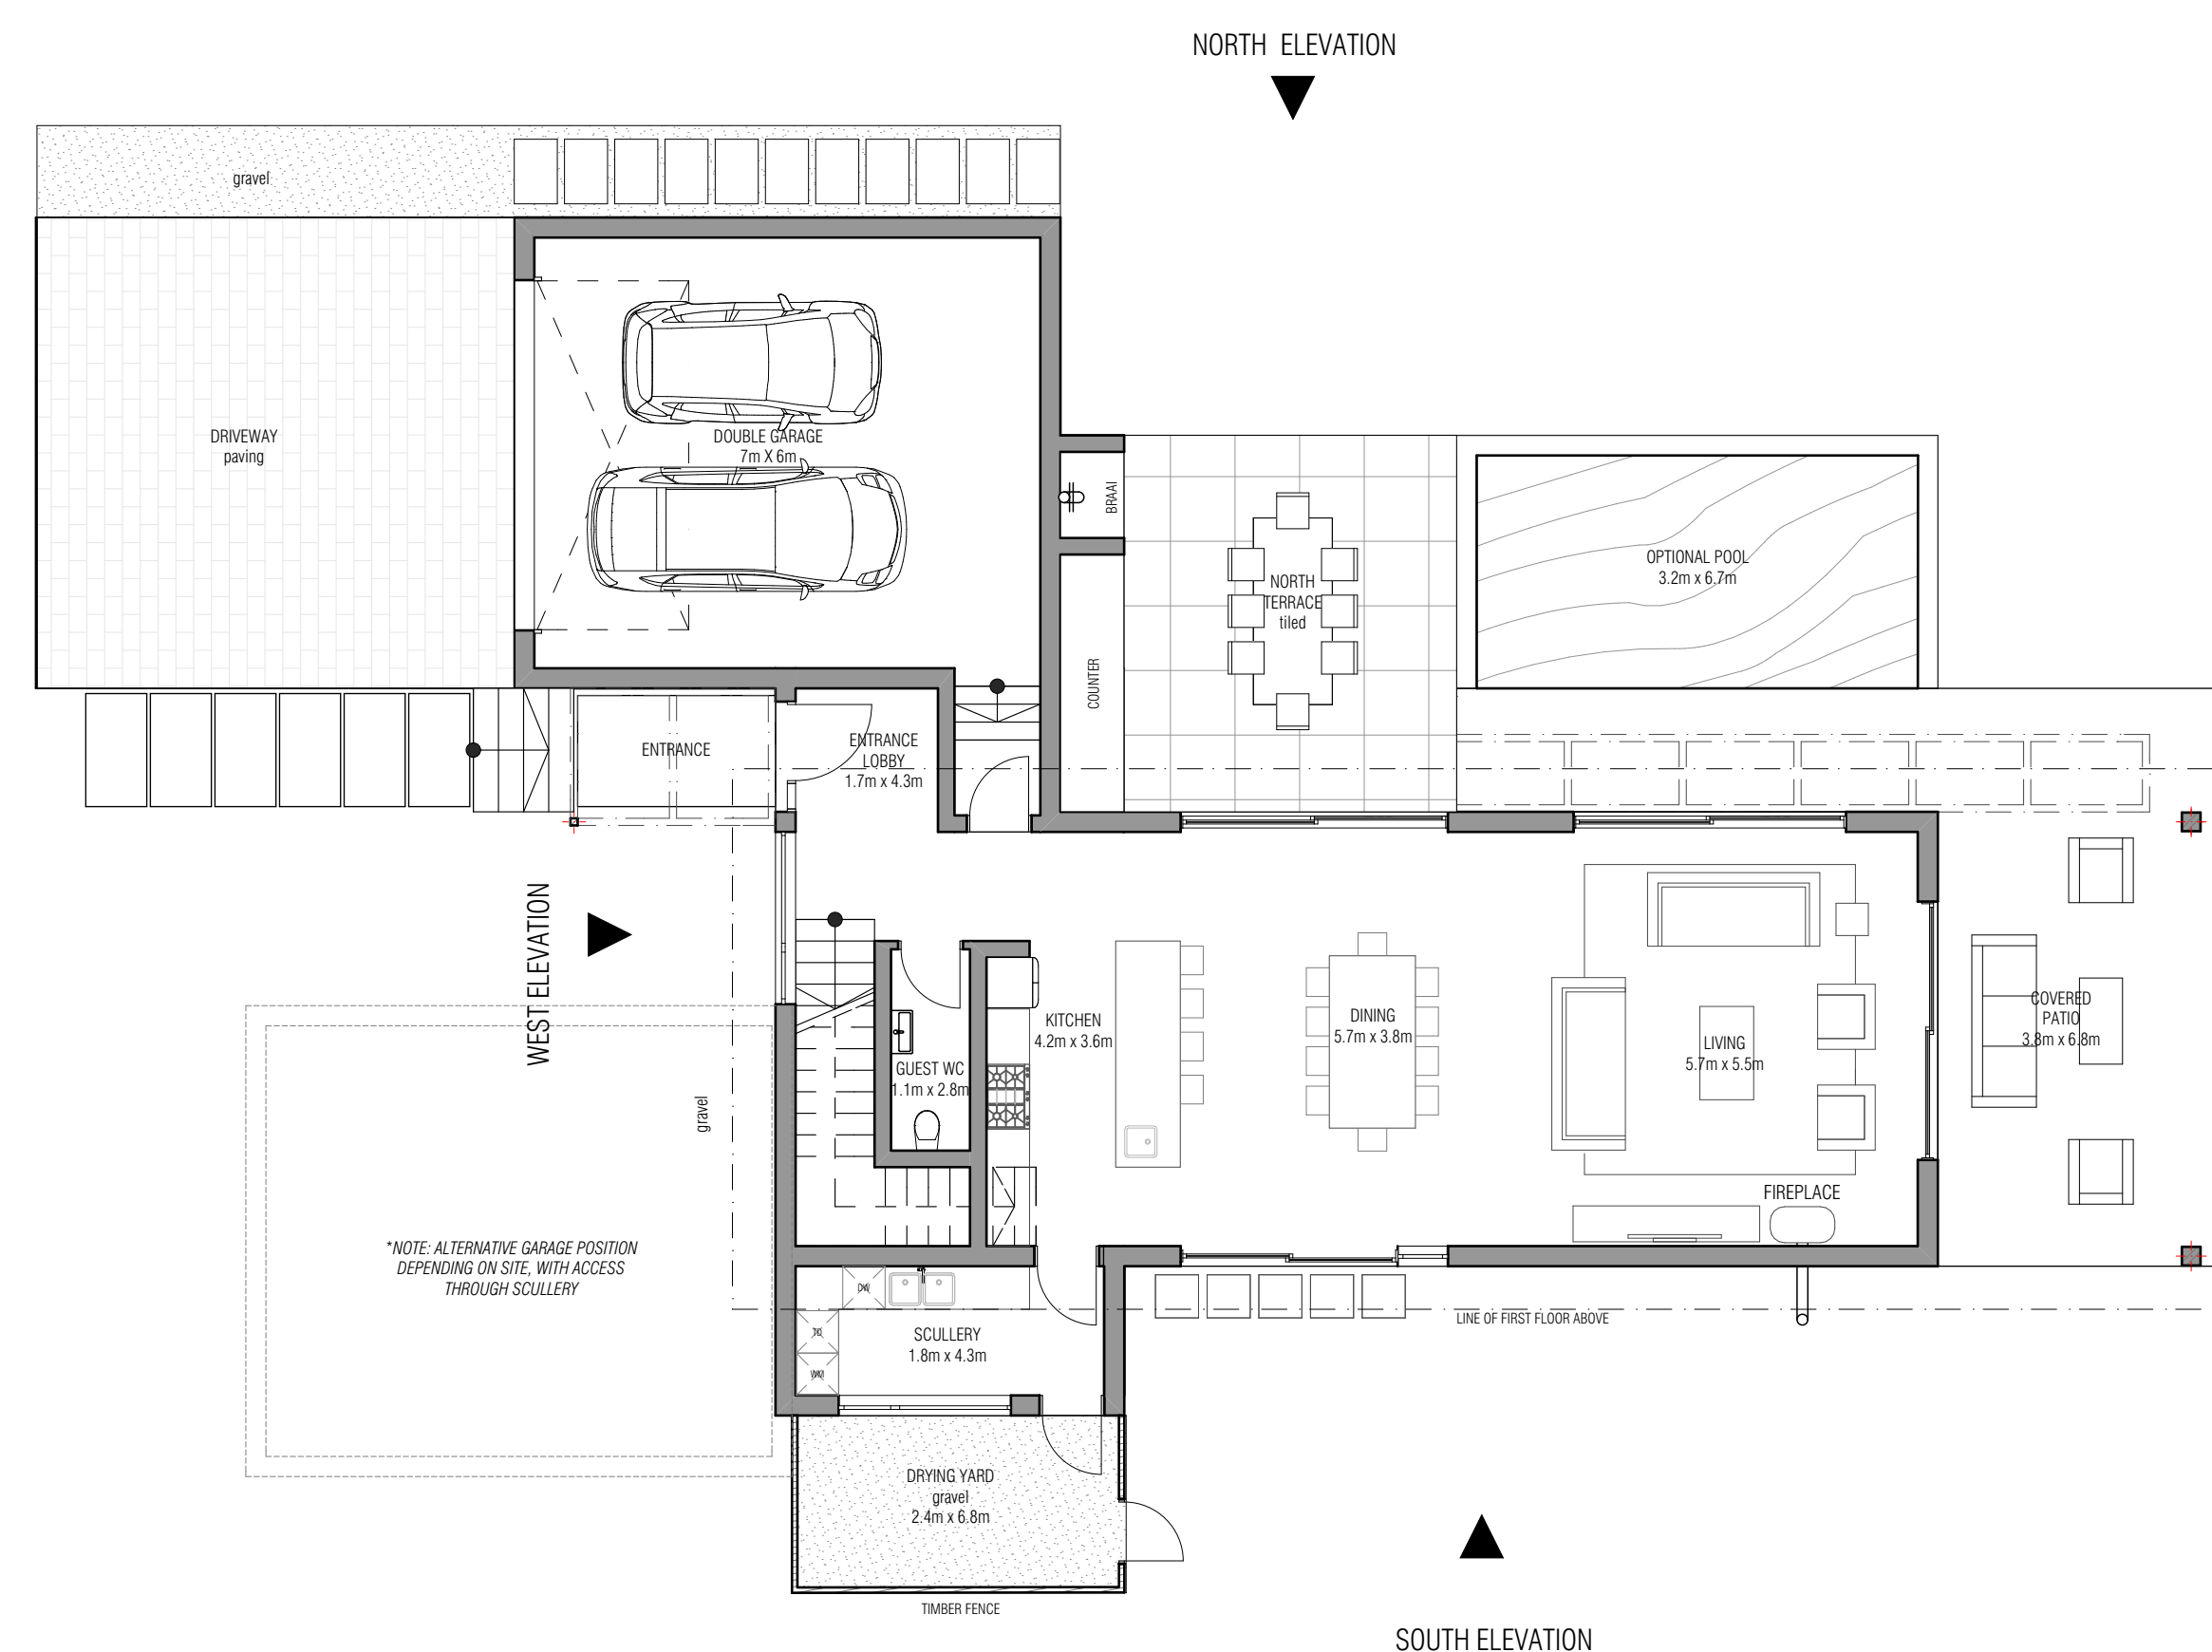 NORTH ELEVATION
gravel
DRIVEWAY
paving
DOUBLE GARAGE
7m X 6m
BRAAI
COUNTER
NORTH
TERRACE
tiled
OPTIONAL POOL
3.2m x 6.7m
ENTRANCE
ENTRANCE
LOBBY
1.7m x 4.3m
WEST ELEVATION
gravel
GUEST WC
1.1m x 2.8m
KITCHEN
4.2m x 3.6m
DINING
5.7m x 3.8m
LIVING
5.7m x 5.5m
COVERED
PATIO
3.8m x 6.8m
FIREPLACE
*NOTE: ALTERNATIVE GARAGE POSITION
DEPENDING ON SITE, WITH ACCESS
THROUGH SCULLERY
DW
TD
WM
SCULLERY
1.8m x 4.3m
LINE OF FIRST FLOOR ABOVE
DRYING YARD
gravel
2.4m x 6.8m
TIMBER FENCE
SOUTH ELEVATION